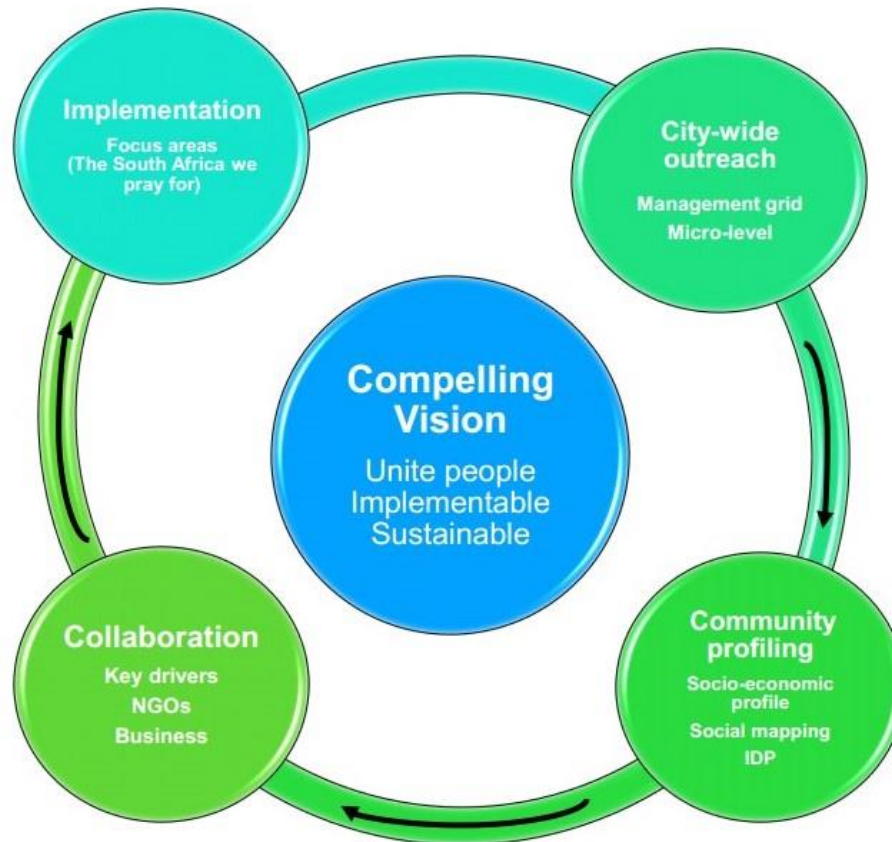 Implementation
Focus areas
(The South Africa we
pray for)
City-wide
outreach
Management grid
Micro-level
Compelling
Vision
Unite people
Implementable
Sustainable
Collaboration
Key drivers
NGOs
Business
Community
profiling
Socio-economic
profile
Social mapping
IDP